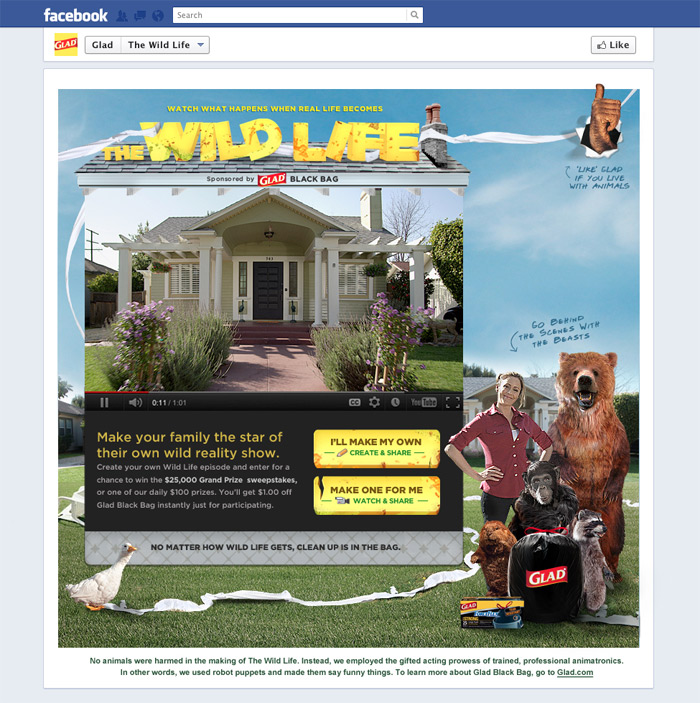 facebook
Search
GLAD
Glad
The Wild Life
Like
WATCH WHAT HAPPENS WHEN REAL LIFE BECOMES
THE WILD LIFE
Sponsored by GLAD BLACK BAG
'LIKE' GLAD
IF YOU LIVE
WITH ANIMALS
743
GO BEHIND
THE SCENES WITH
THE BEASTS
0:11 / 1:01
CC
YouTube
Make your family the star of
their own wild reality show.
Create your own Wild Life episode and enter for a
chance to win the $25,000 Grand Prize sweepstakes,
or one of our daily $100 prizes. You'll get $1.00 off
Glad Black Bag instantly just for participating.
I'LL MAKE MY OWN
CREATE & SHARE
MAKE ONE FOR ME
WATCH & SHARE
NO MATTER HOW WILD LIFE GETS, CLEAN UP IS IN THE BAG.
GLAD
GLAD
ForceFlex
STRONG
No animals were harmed in the making of The Wild Life. Instead, we employed the gifted acting prowess of trained, professional animatronics.
In other words, we used robot puppets and made them say funny things. To learn more about Glad Black Bag, go to Glad.com